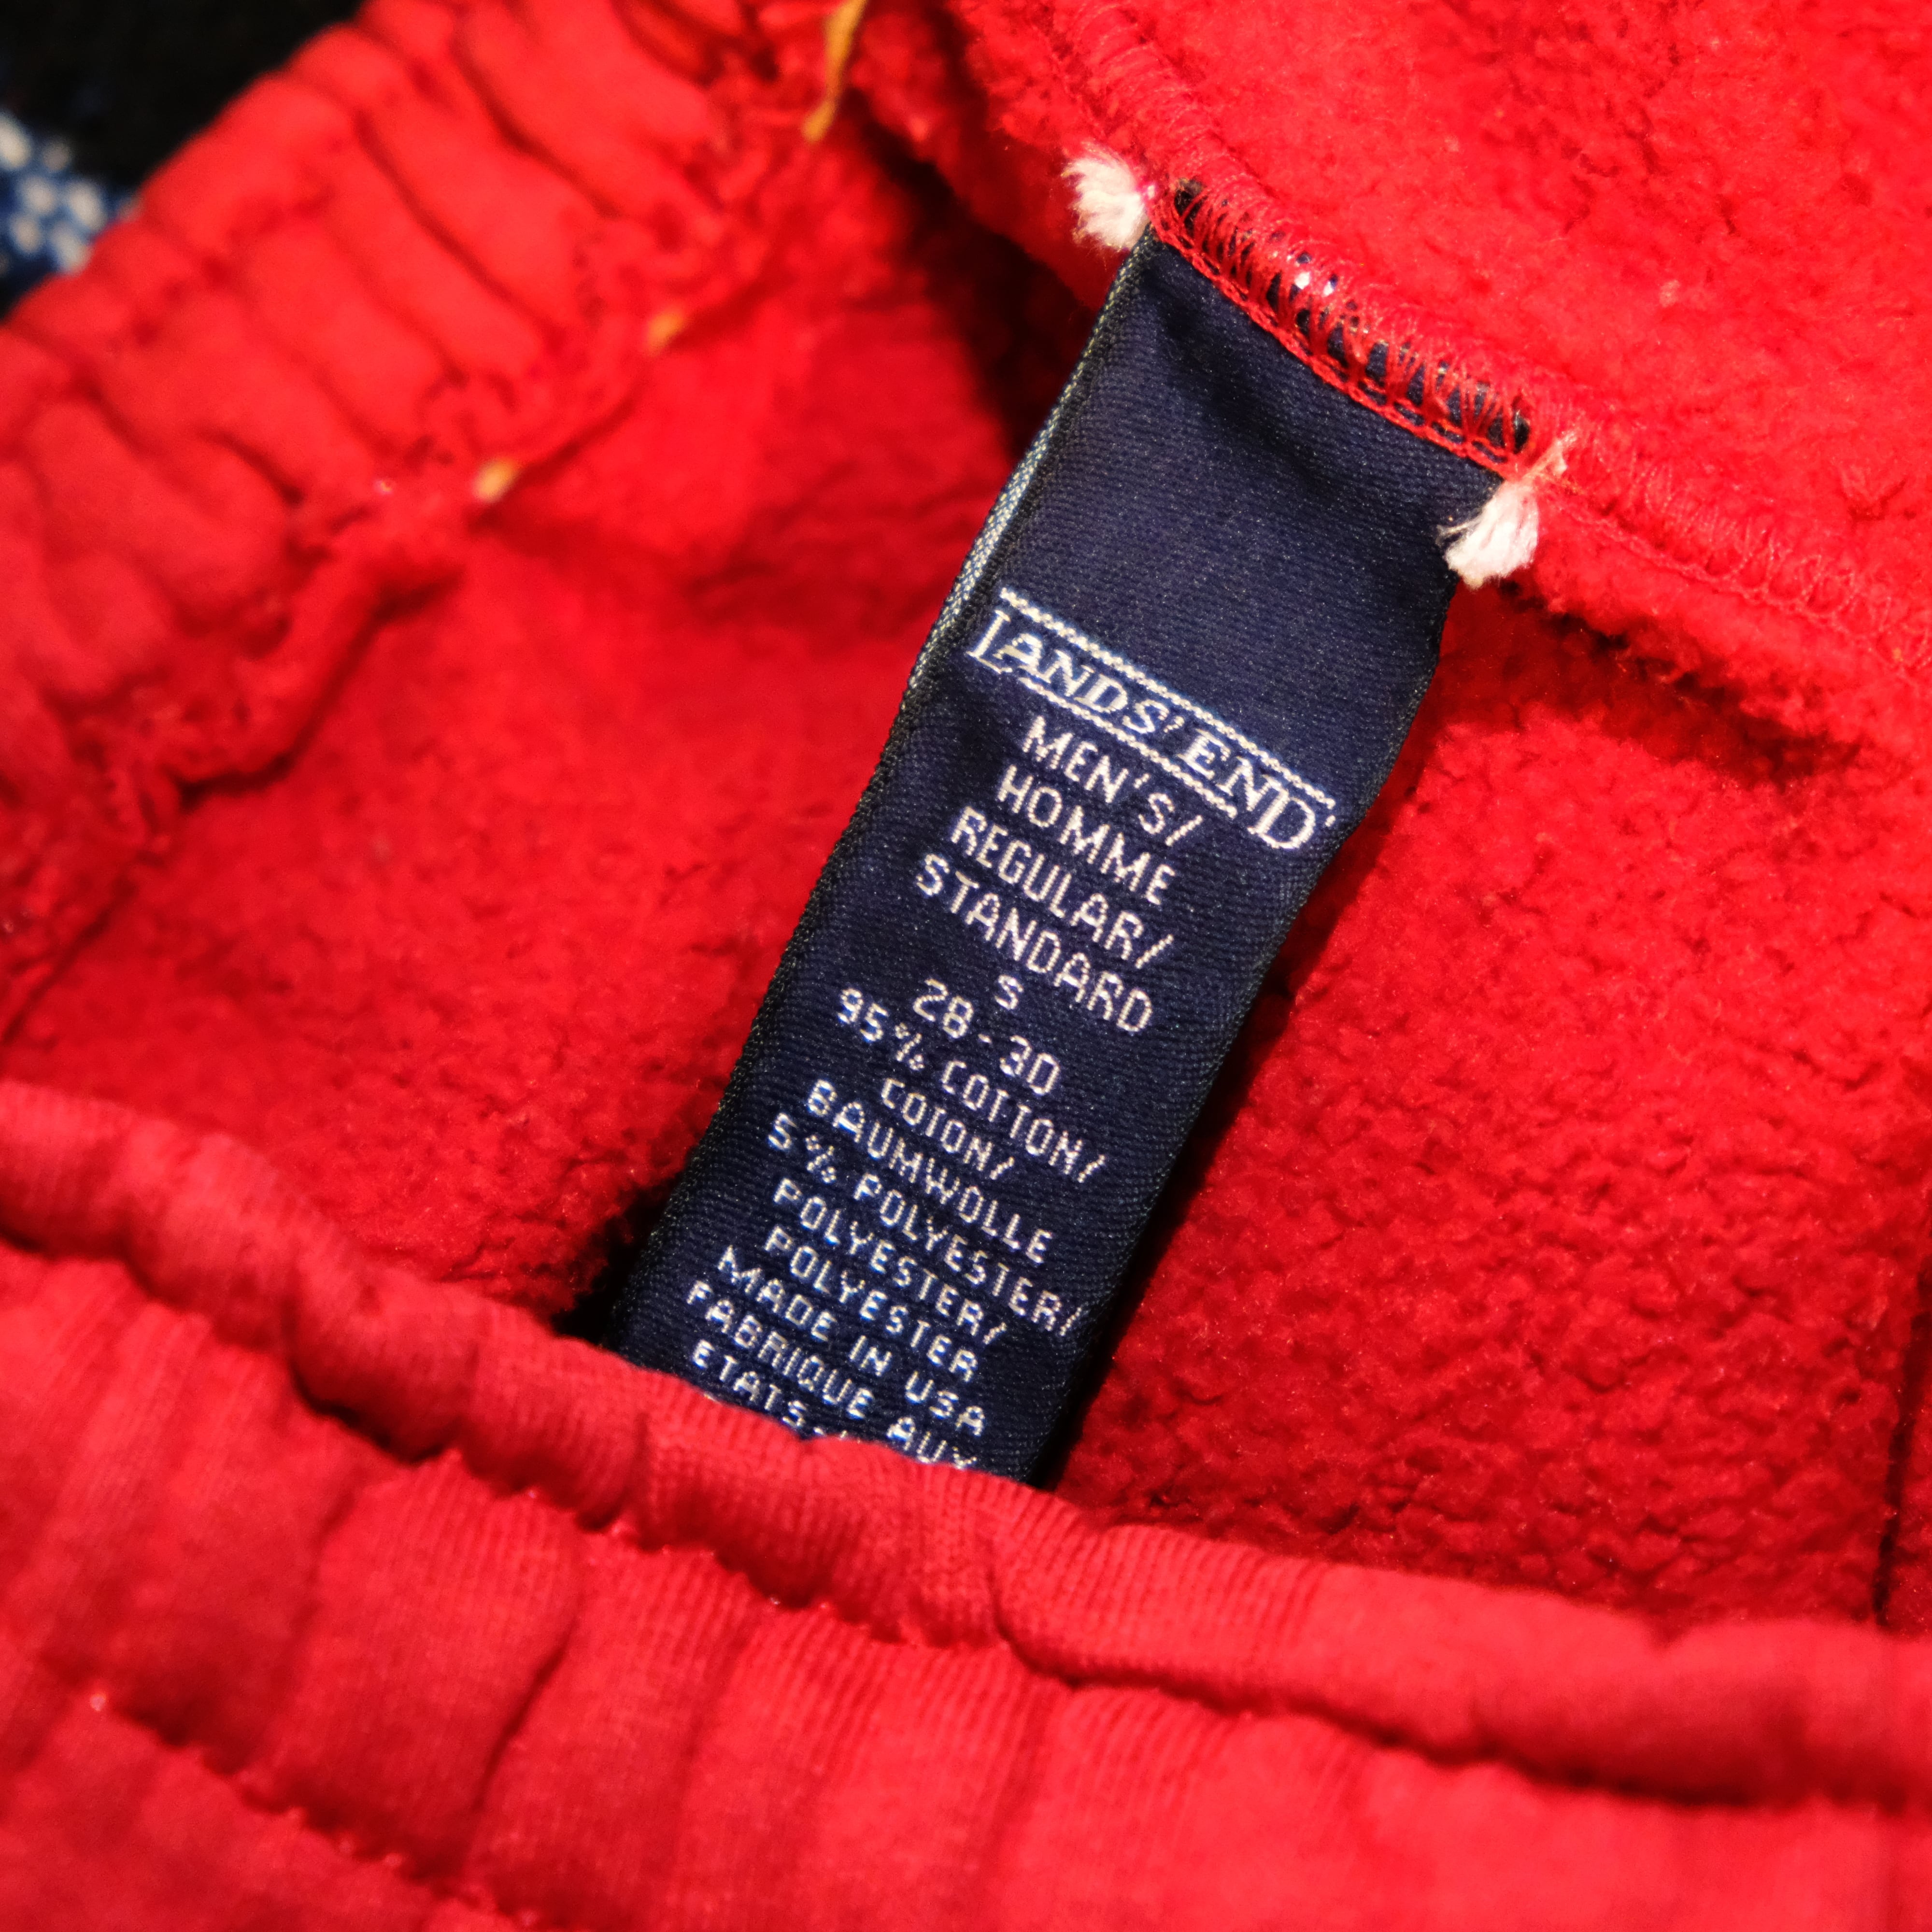 LANDS' END
MEN'S/
HOMME
REGULAR/
STANDARD
S
28-30
95% COTTON/
COTON/
BAUMWOLLE
5% POLYESTER/
POLYESTER/
POLYESTER
MADE IN USA
FABRIQUE AUX
ETATS